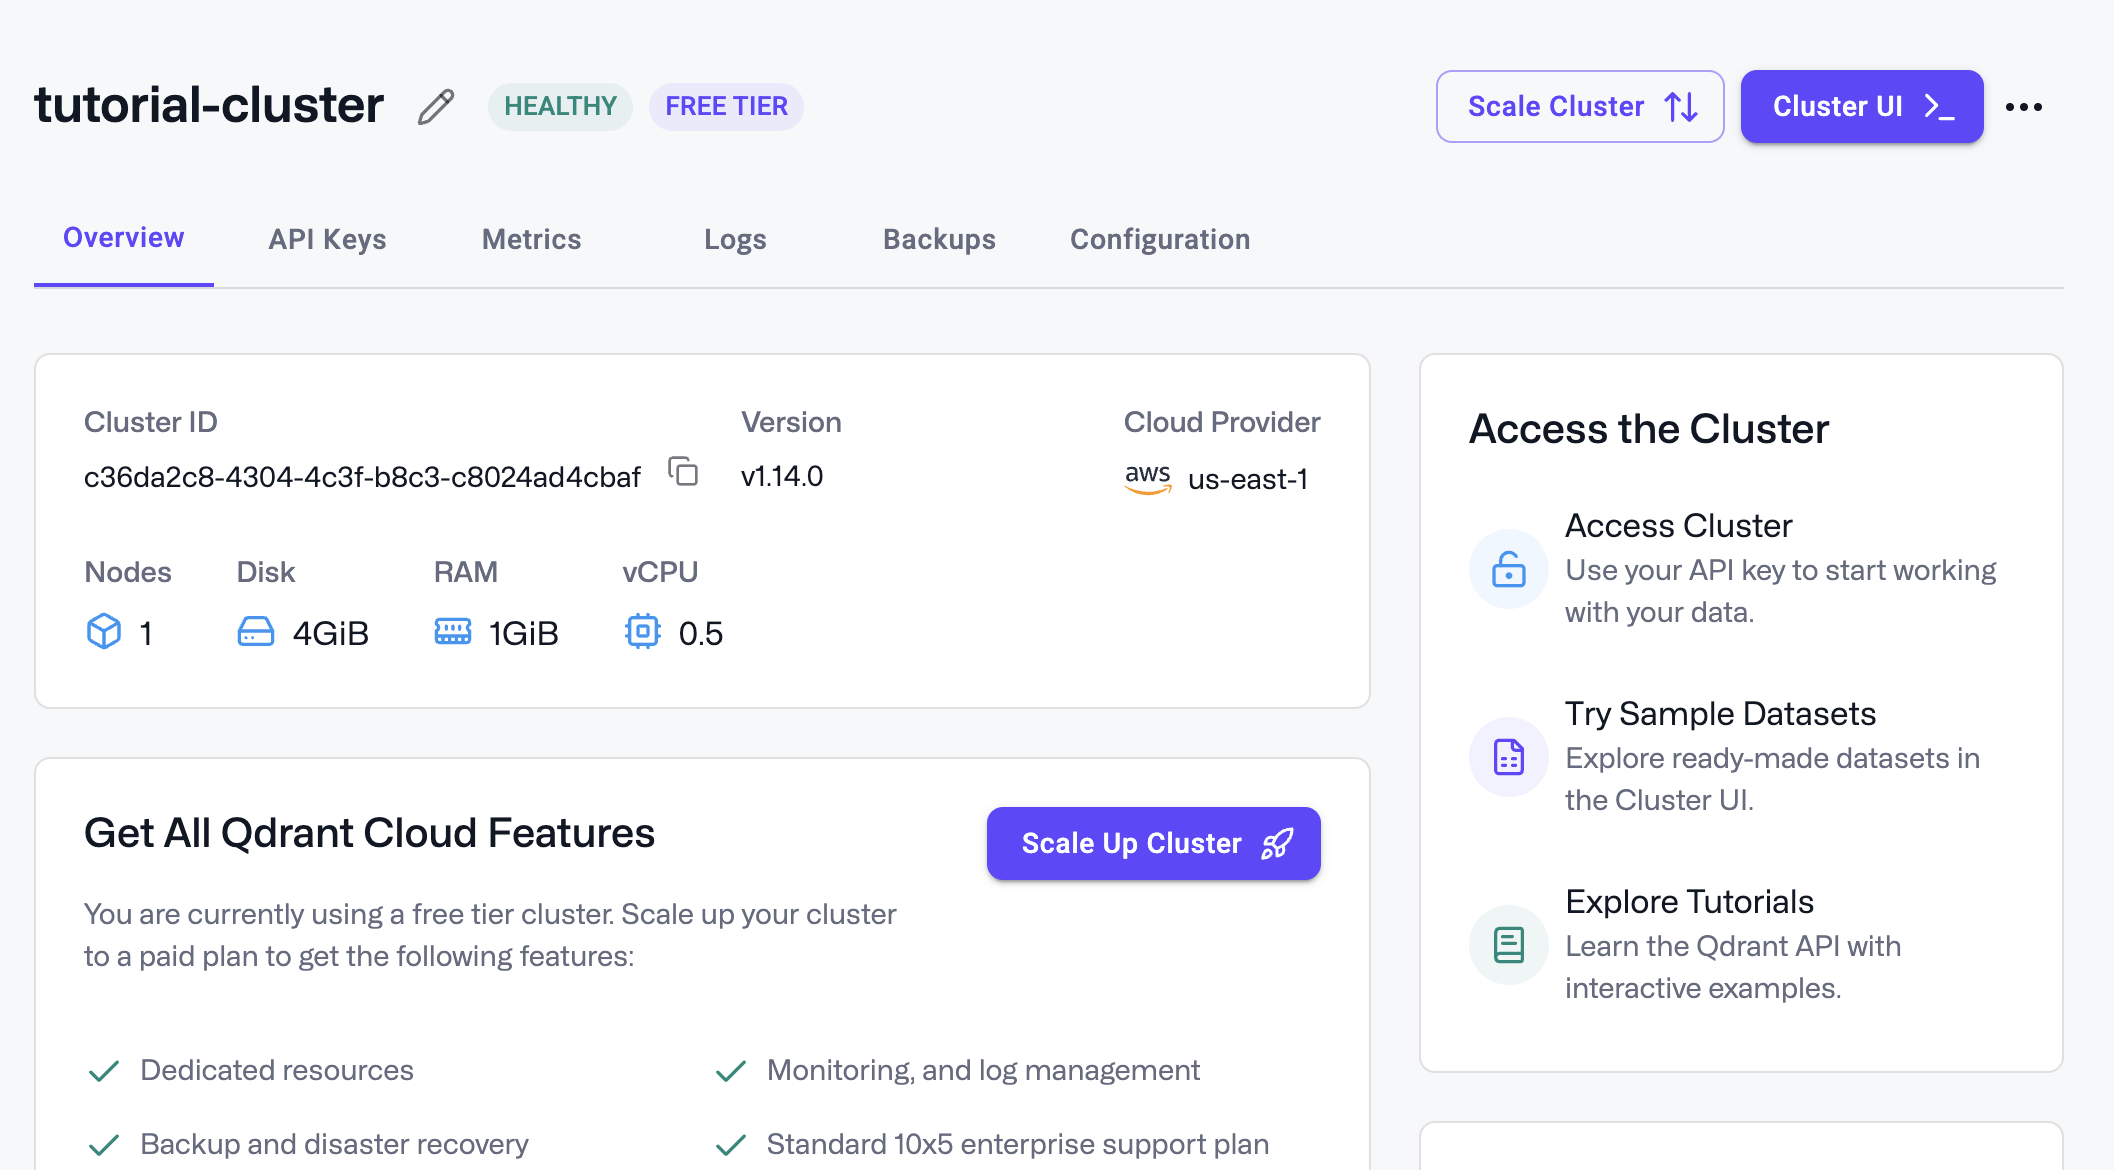 tutorial-cluster
HEALTHY
FREE TIER
Scale Cluster
Cluster UI
Overview
API Keys
Metrics
Logs
Backups
Configuration
Cluster ID
c36da2c8-4304-4c3f-b8c3-c8024ad4cbaf
Version
v1.14.0
Cloud Provider
aws us-east-1
Nodes
1
Disk
4GiB
RAM
1GiB
vCPU
0.5
Get All Qdrant Cloud Features
Scale Up Cluster
You are currently using a free tier cluster. Scale up your cluster
to a paid plan to get the following features:
Dedicated resources
Monitoring, and log management
Backup and disaster recovery
Standard 10x5 enterprise support plan
Access the Cluster
Access Cluster
Use your API key to start working
with your data.
Try Sample Datasets
Explore ready-made datasets in
the Cluster UI.
Explore Tutorials
Learn the Qdrant API with
interactive examples.